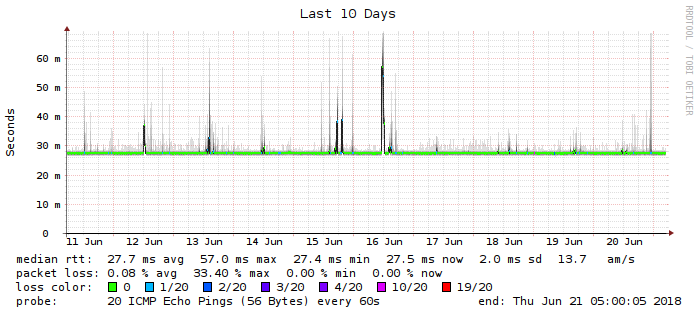 Last 10 Days
RRDTOOL / TOBI OETIKER
Seconds
60 m
50 m
40 m
30 m
20 m
10 m
0
11 Jun 12 Jun 13 Jun 14 Jun 15 Jun 16 Jun 17 Jun 18 Jun 19 Jun 20 Jun
median rtt: 27.7 ms avg 57.0 ms max 27.4 ms min 27.5 ms now 2.0 ms sd 13.7 am/s
packet loss: 0.08 % avg 33.40 % max 0.00 % min 0.00 % now
loss color: 0 1/20 2/20 3/20 4/20 10/20 19/20
probe: 20 ICMP Echo Pings (56 Bytes) every 60s end: Thu Jun 21 05:00:05 2018